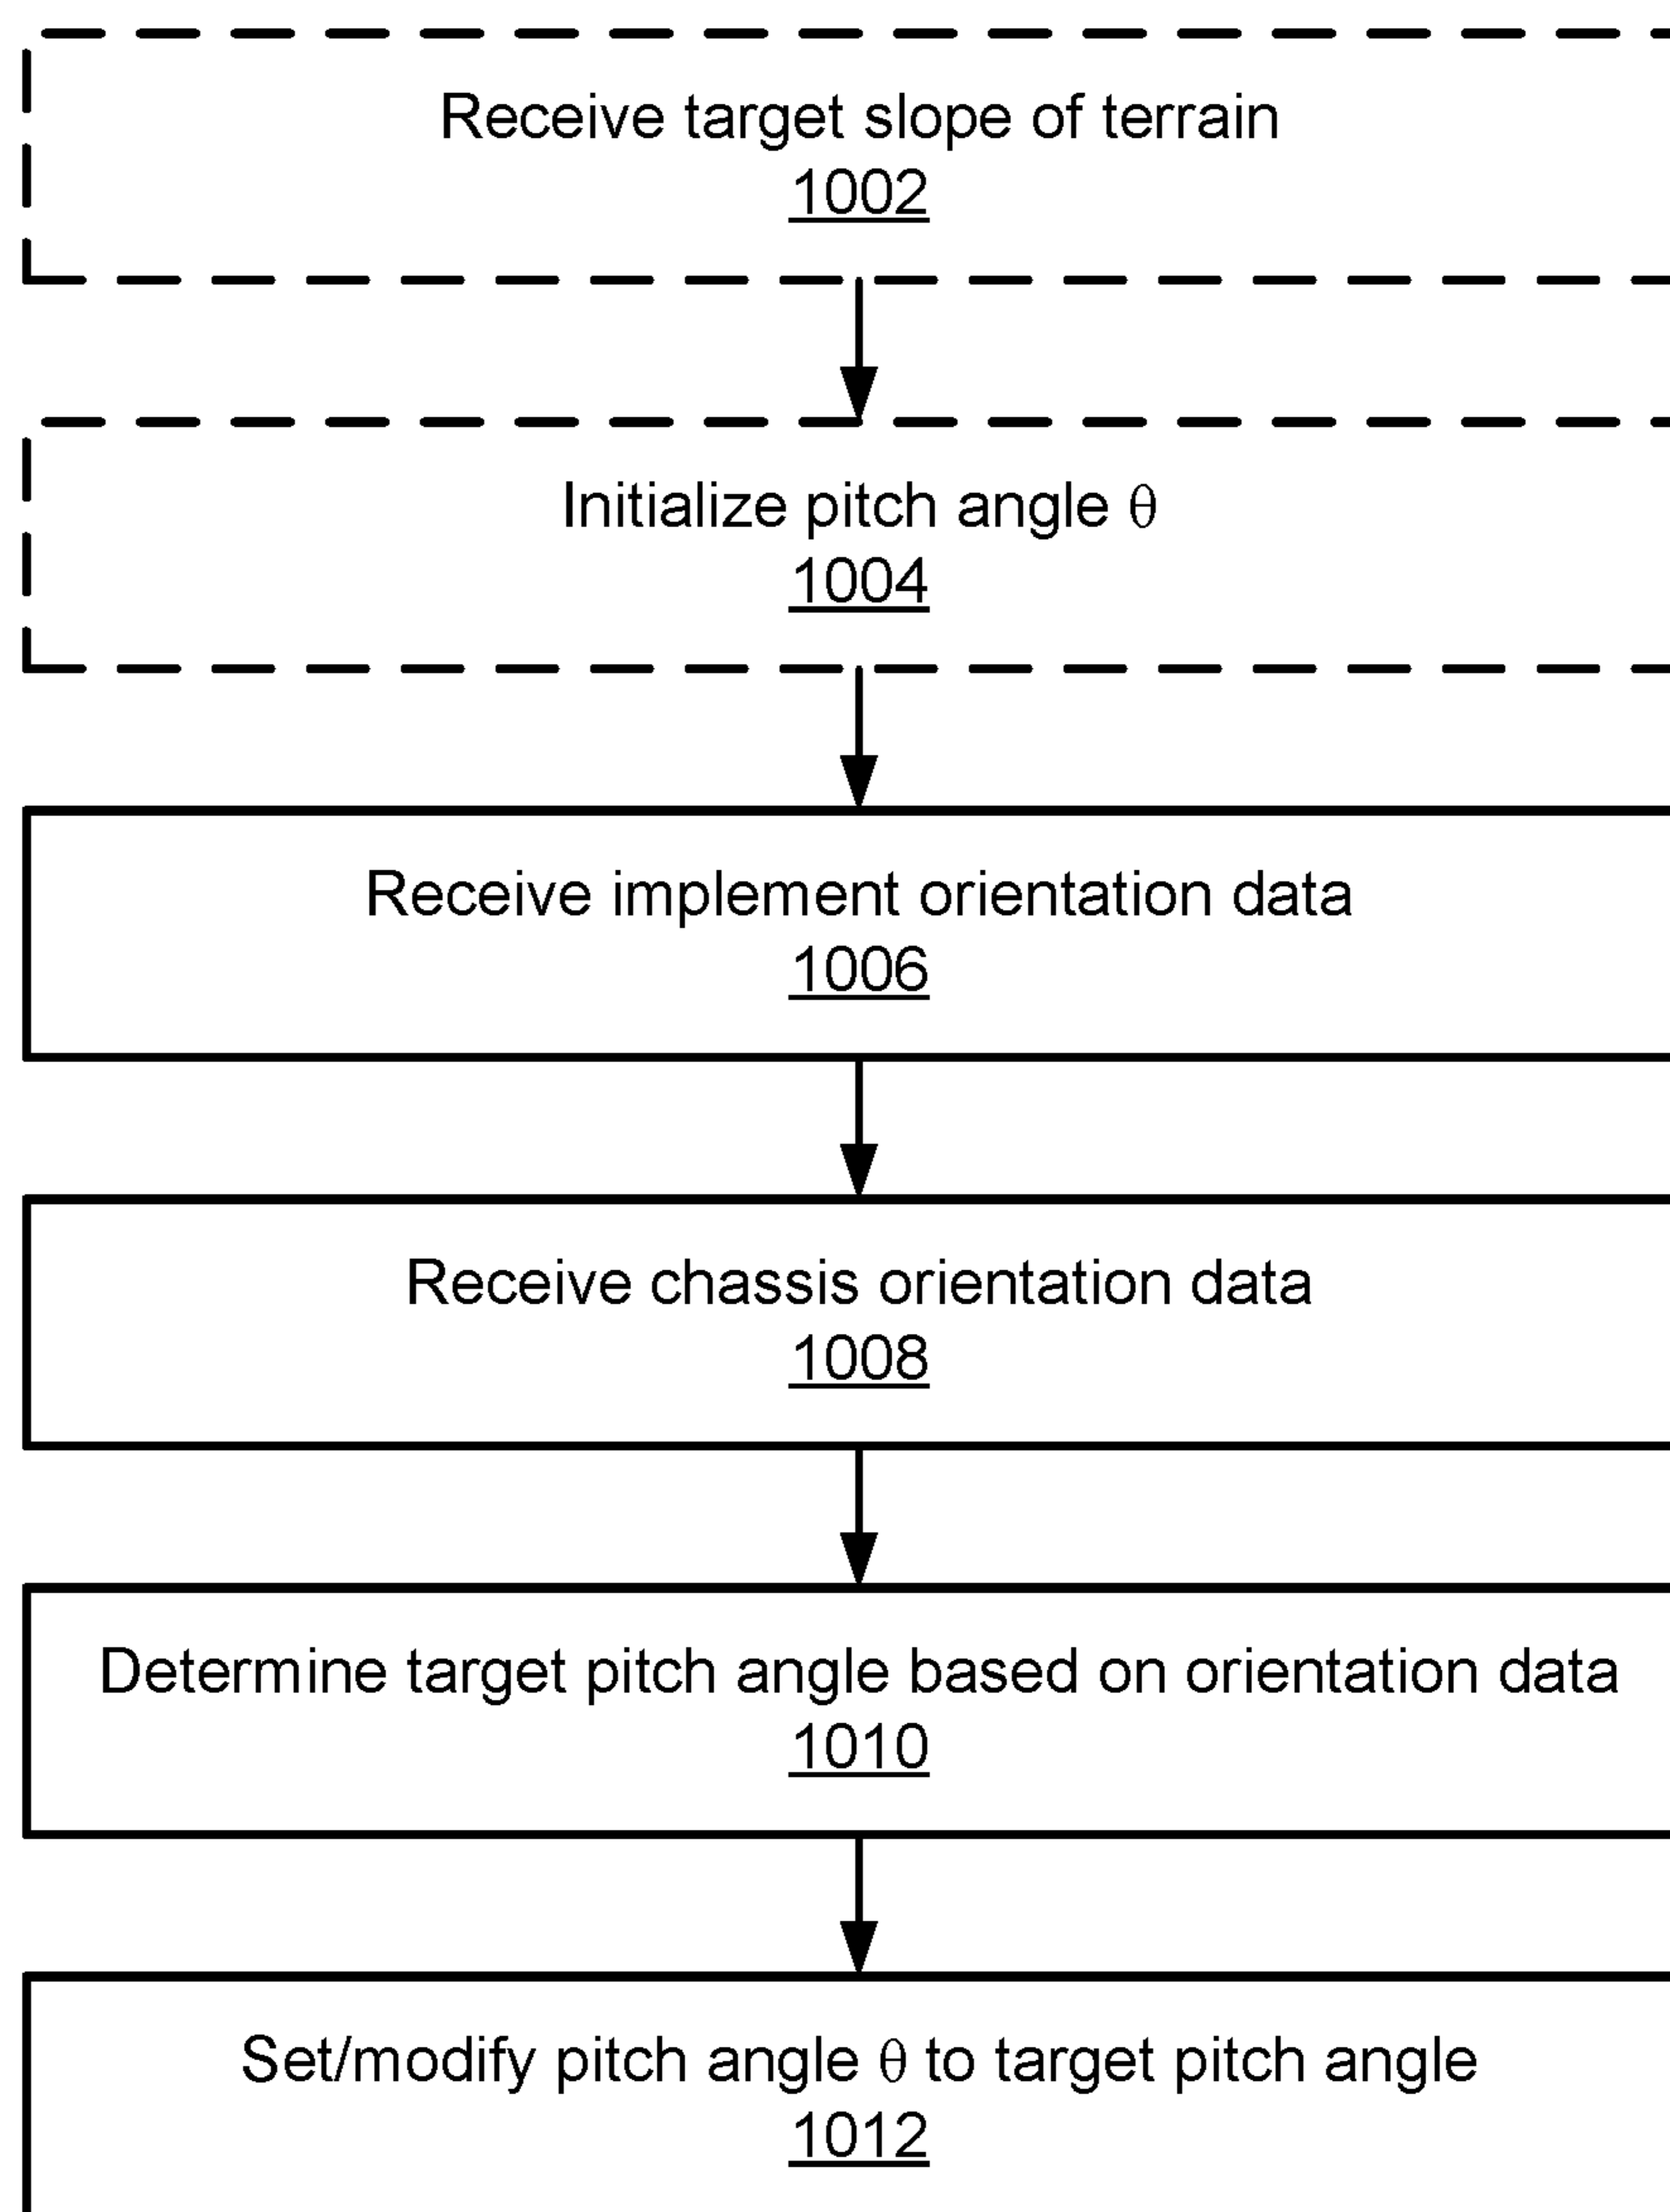 Receive target slope of terrain
1002
Initialize pitch angle θ
1004
Receive implement orientation data
1006
Receive chassis orientation data
1008
Determine target pitch angle based on orientation data
1010
Set/modify pitch angle θ to target pitch angle
1012